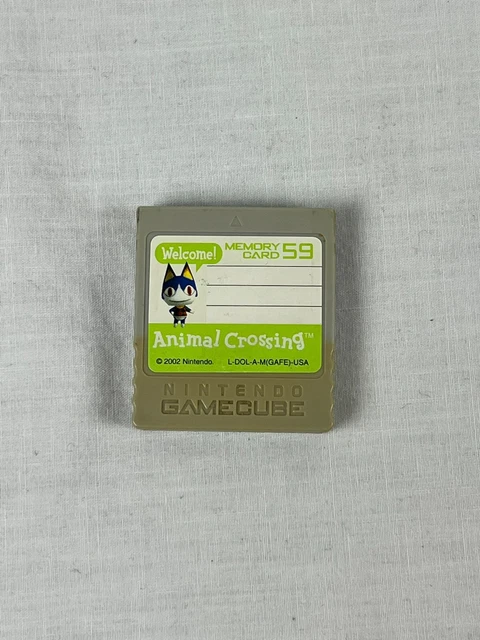 Welcome!
MEMORY
CARD 59
Animal Crossing™
© 2002 Nintendo. L-DOL-A-M(GAFE)-USA
NINTENDO
GAMECUBE